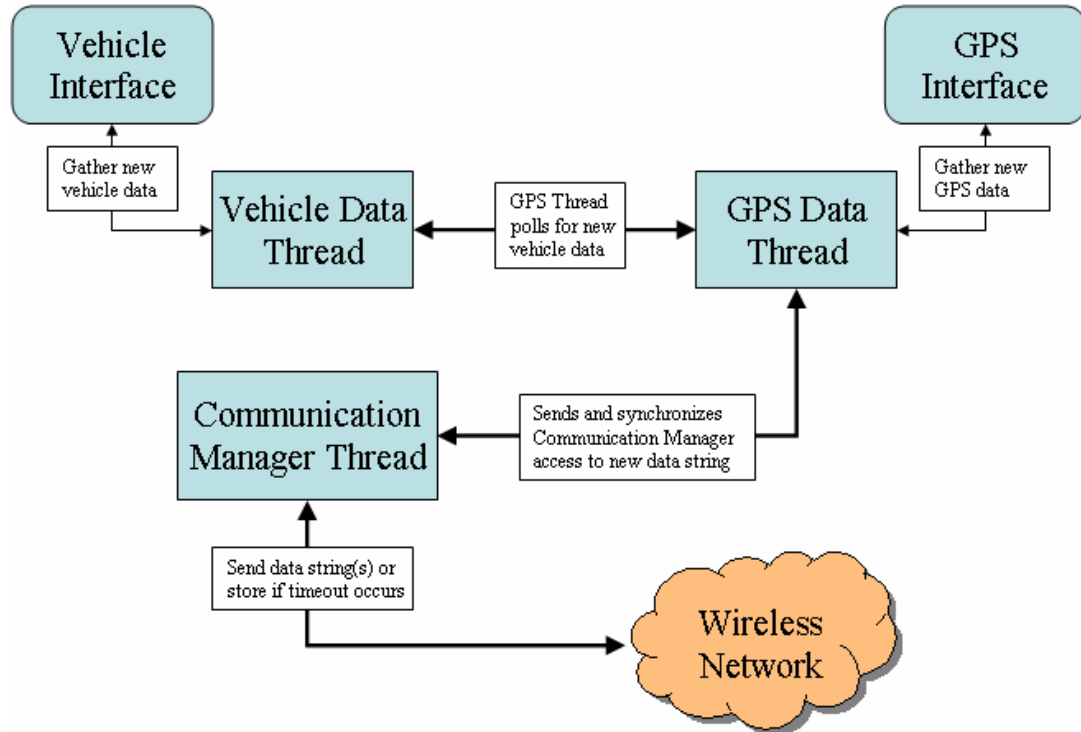 Vehicle
Interface
GPS
Interface
Gather new
vehicle data
Gather new
GPS data
Vehicle Data
Thread
GPS Thread
polls for new
vehicle data
GPS Data
Thread
Communication
Manager Thread
Sends and synchronizes
Communication Manager
access to new data string
Send data string(s) or
store if timeout occurs
Wireless
Network